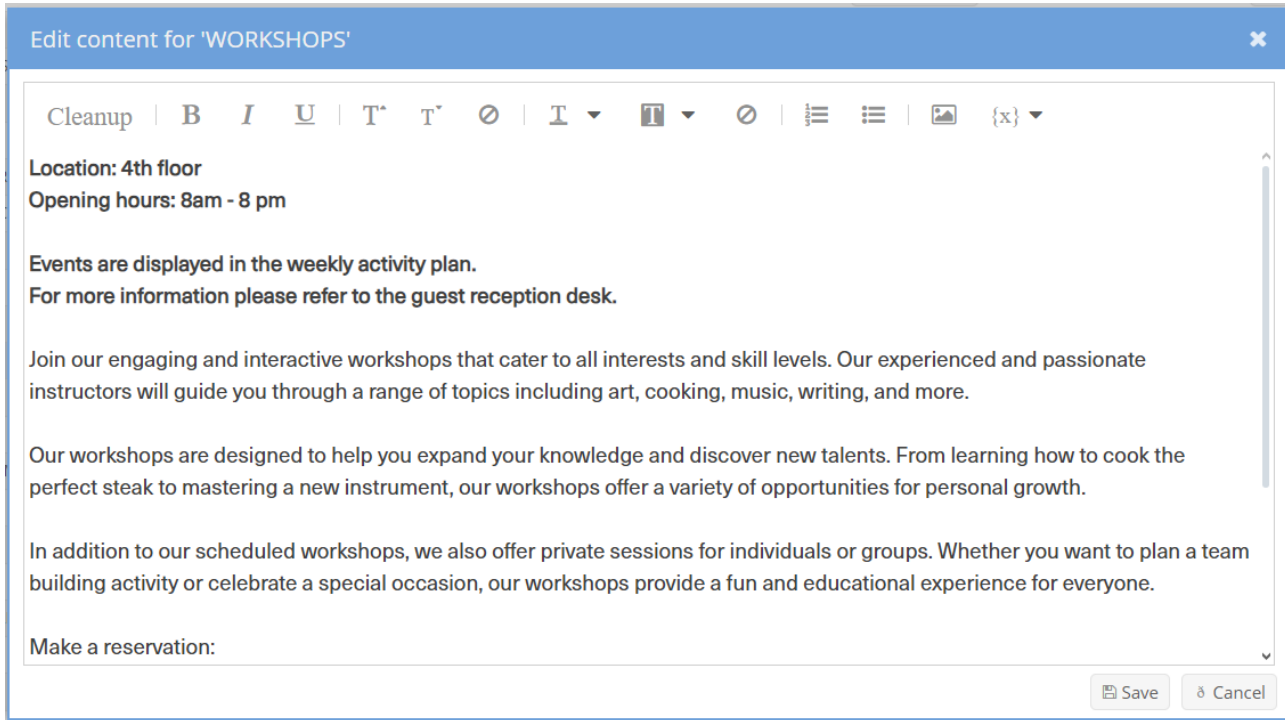 Edit content for 'WORKSHOPS'
Cleanup B I U T T T T {x}
Location: 4th floor
Opening hours: 8am - 8 pm
Events are displayed in the weekly activity plan.
For more information please refer to the guest reception desk.
Join our engaging and interactive workshops that cater to all interests and skill levels. Our experienced and passionate
instructors will guide you through a range of topics including art, cooking, music, writing, and more.
Our workshops are designed to help you expand your knowledge and discover new talents. From learning how to cook the
perfect steak to mastering a new instrument, our workshops offer a variety of opportunities for personal growth.
In addition to our scheduled workshops, we also offer private sessions for individuals or groups. Whether you want to plan a team
building activity or celebrate a special occasion, our workshops provide a fun and educational experience for everyone.
Make a reservation:
Save ð Cancel